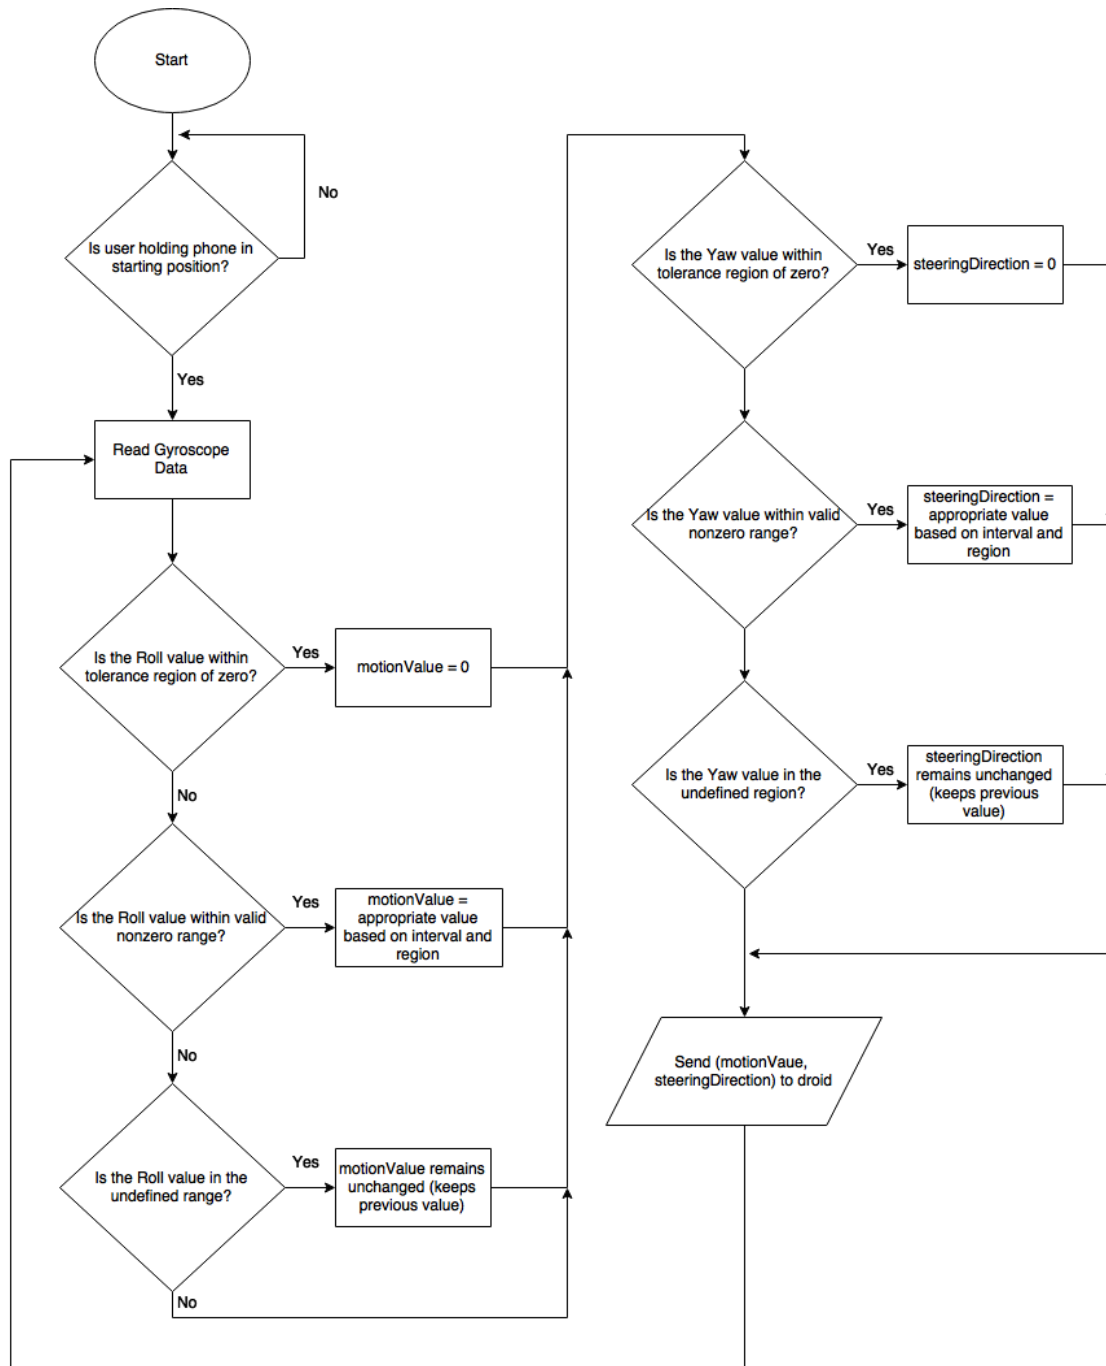 Start
No
Is user holding phone in
starting position?
Yes
Read Gyroscope
Data
Is the Roll value within
tolerance region of zero?
Yes
motionValue = 0
No
Is the Roll value within valid
nonzero range?
Yes
motionValue =
appropriate value
based on interval and
region
No
Is the Roll value in the
undefined range?
Yes
motionValue remains
unchanged (keeps
previous value)
No
Is the Yaw value within
tolerance region of zero?
Yes
steeringDirection = 0
Is the Yaw value within valid
nonzero range?
Yes
steeringDirection =
appropriate value
based on interval and
region
Is the Yaw value in the
undefined region?
Yes
steeringDirection
remains unchanged
(keeps previous
value)
Send (motionVaue,
steeringDirection) to droid